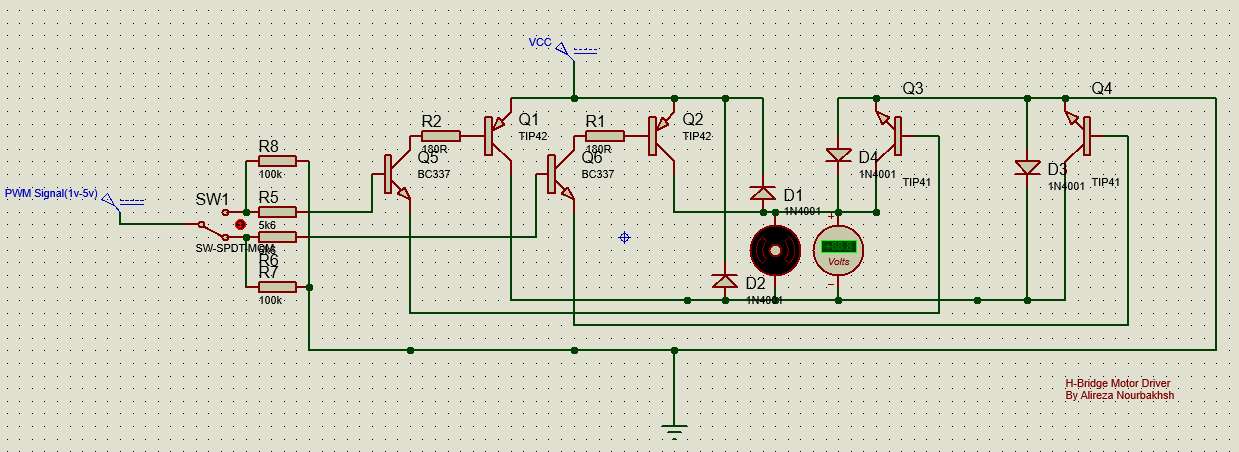 VCC
Q3
Q4
Q1
TIP42
Q2
TIP42
R2
180R
R1
180R
Q5
BC337
Q6
BC337
R8
100k
D4
1N4001
TIP41
D3
1N4001
TIP41
PWM Signal(1v-5v)
SW1
R5
5k6
D1
1N4001
SW-SPDT-MOM
5k6
R6
R7
100k
+
+88.8
Volts
-
D2
1N4001
H-Bridge Motor Driver
By Alireza Nourbakhsh